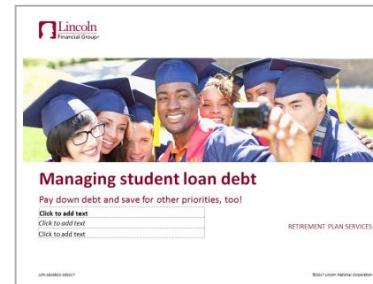 Lincoln
Financial Group®
Managing student loan debt
Pay down debt and save for other priorities, too!
Click to add text
Click to add text
Click to add text
RETIREMENT PLAN SERVICES
©2017 Lincoln National Corporation